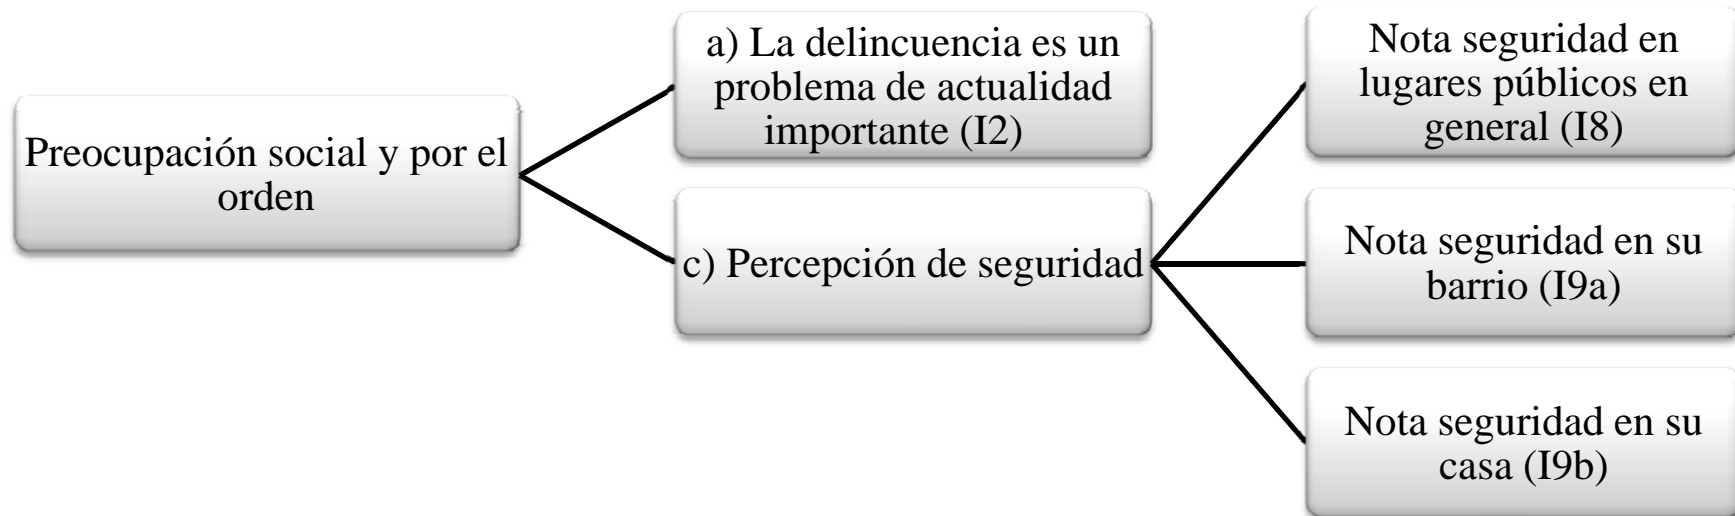 Preocupación social y por el
orden
a) La delincuencia es un
problema de actualidad
importante (I2)
c) Percepción de seguridad
Nota seguridad en
lugares públicos en
general (I8)
Nota seguridad en su
barrio (I9a)
Nota seguridad en su
casa (I9b)